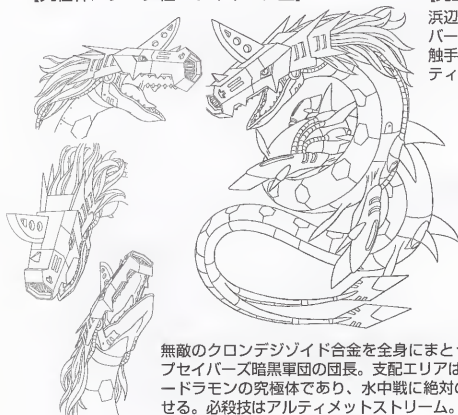 浜辺
バー
触手
ティ
無敵のクロンデジゾイド合金を全身にまと
プセイバーズ暗黒軍団の団長。支配エリアは
ードラモンの究極体であり、水中戦に絶対の
せる。必殺技はアルティメットストリーム。